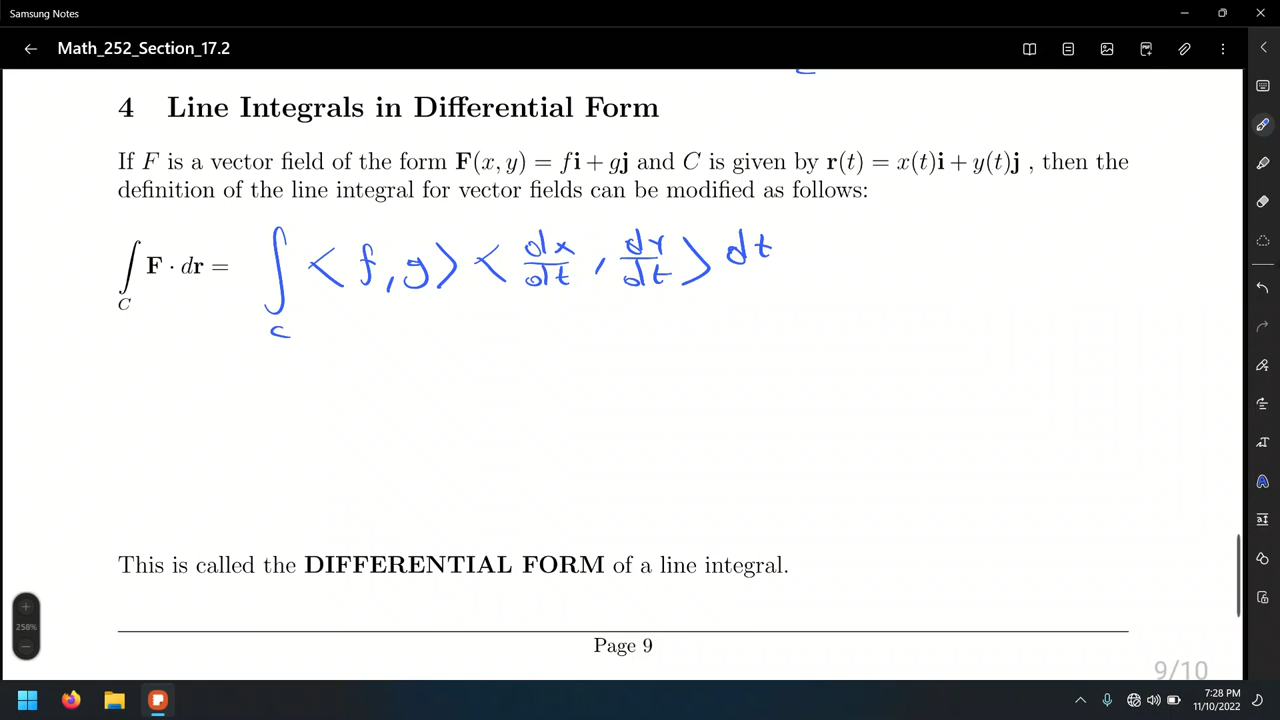 Samsung Notes
Math_252_Section_17.2
4 Line Integrals in Differential Form
If F is a vector field of the form F(x, y) = fi + gj and C is given by r(t) = x(t)i + y(t)j , then the
definition of the line integral for vector fields can be modified as follows:
∫_C F · dr = ∫_c <f, g> <dx/dt, dr/dt> dt
This is called the DIFFERENTIAL FORM of a line integral.
Page 9
9/10
258%
7:28 PM
11/10/2022